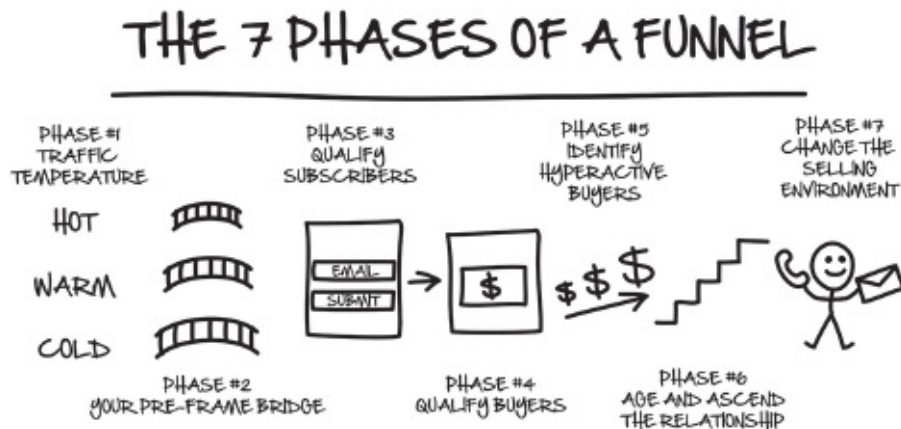 THE 7 PHASES OF A FUNNEL
PHASE #1
TRAFFIC
TEMPERATURE
HOT
WARM
COLD
PHASE #2
YOUR PRE-FRAME BRIDGE
PHASE #3
QUALIFY
SUBSCRIBERS
EMAIL
SUBMIT
$
PHASE #4
QUALIFY BUYERS
PHASE #5
IDENTIFY
HYPERACTIVE
BUYERS
$ $ $
PHASE #6
AGE AND ASCEND
THE RELATIONSHIP
PHASE #7
CHANGE THE
SELLING
ENVIRONMENT